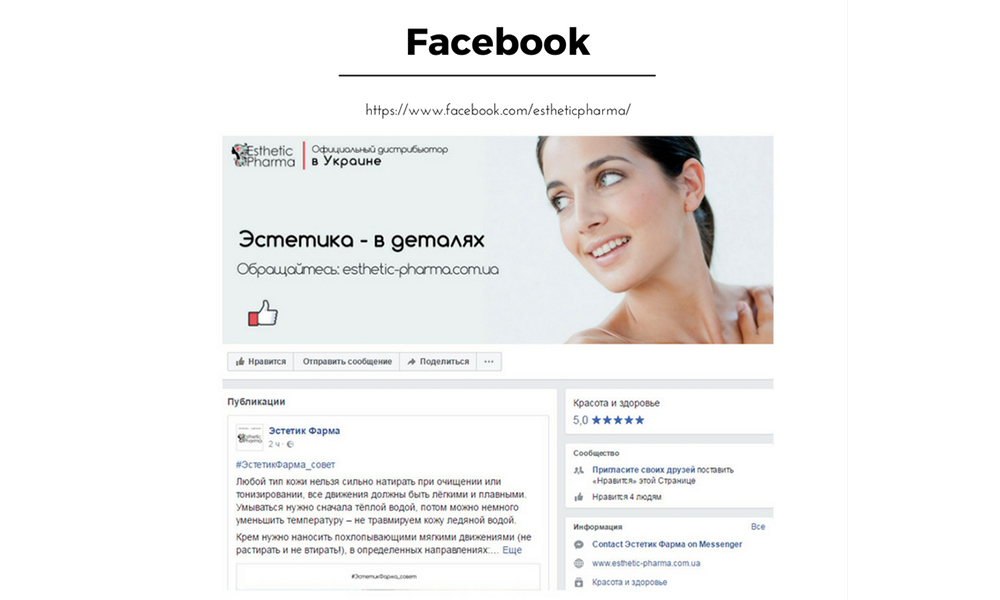 Facebook
https://www.facebook.com/estheticpharma/
Esthetic
Pharma
Официальный дистрибьютор
в Украине
Эстетика - в деталях
Обращайтесь: esthetic-pharma.com.ua
Нравится
Отправить сообщение
Поделиться
...
Публикации
Эстетик Фарма
2 ч ·
#ЭстетикФарма_совет
Любой тип кожи нельзя сильно натирать при очищении или
тонизировании, все движения должны быть лёгкими и плавными.
Умываться нужно сначала тёплой водой, потом можно немного
уменьшить температуру – не травмируем кожу ледяной водой.
Крем нужно наносить похлопывающими мягкими движениями (не
растирать и не втирать!), в определенных направлениях:... Еще
#ЭстетикФарма_совет
Красота и здоровье
5,0 ★★★★★
Сообщество
Пригласите своих друзей поставить
«Нравится» этой Странице
Нравится 4 людям
Информация
Все
Contact Эстетик Фарма on Messenger
www.esthetic-pharma.com.ua
Красота и здоровье